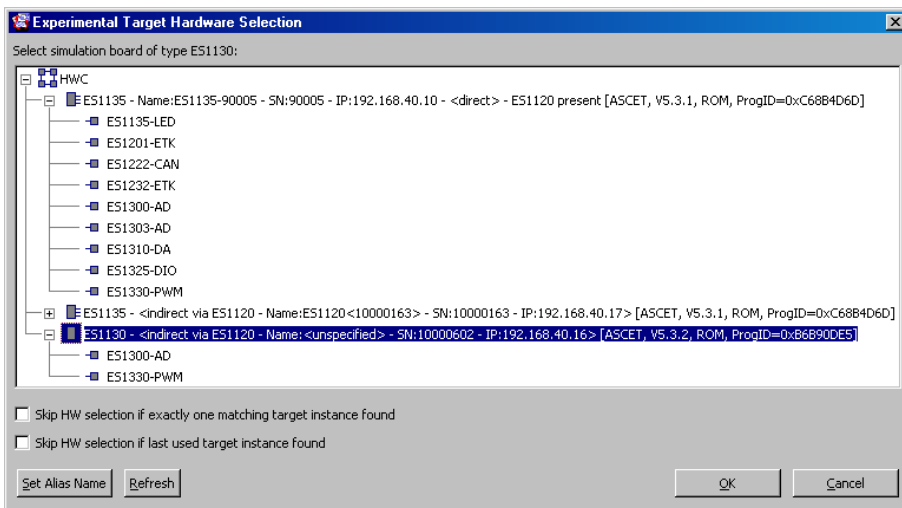 Experimental Target Hardware Selection
Select simulation board of type ES1130:
HWC
ES1135 - Name:ES1135-90005 - SN:90005 - IP:192.168.40.10 - <direct> - ES1120 present [ASCET, V5.3.1, ROM, ProgID=0xC68B4D6D]
ES1135-LED
ES1201-ETK
ES1222-CAN
ES1232-ETK
ES1300-AD
ES1303-AD
ES1310-DA
ES1325-DIO
ES1330-PWM
ES1135 - <indirect via ES1120 - Name:ES1120<10000163> - SN:10000163 - IP:192.168.40.17> [ASCET, V5.3.1, ROM, ProgID=0xC68B4D6D]
ES1130 - <indirect via ES1120 - Name:<unspecified> - SN:10000602 - IP:192.168.40.16> [ASCET, V5.3.2, ROM, ProgID=0xB6B90DE5]
ES1300-AD
ES1330-PWM
Skip HW selection if exactly one matching target instance found
Skip HW selection if last used target instance found
Set Alias Name Refresh OK Cancel